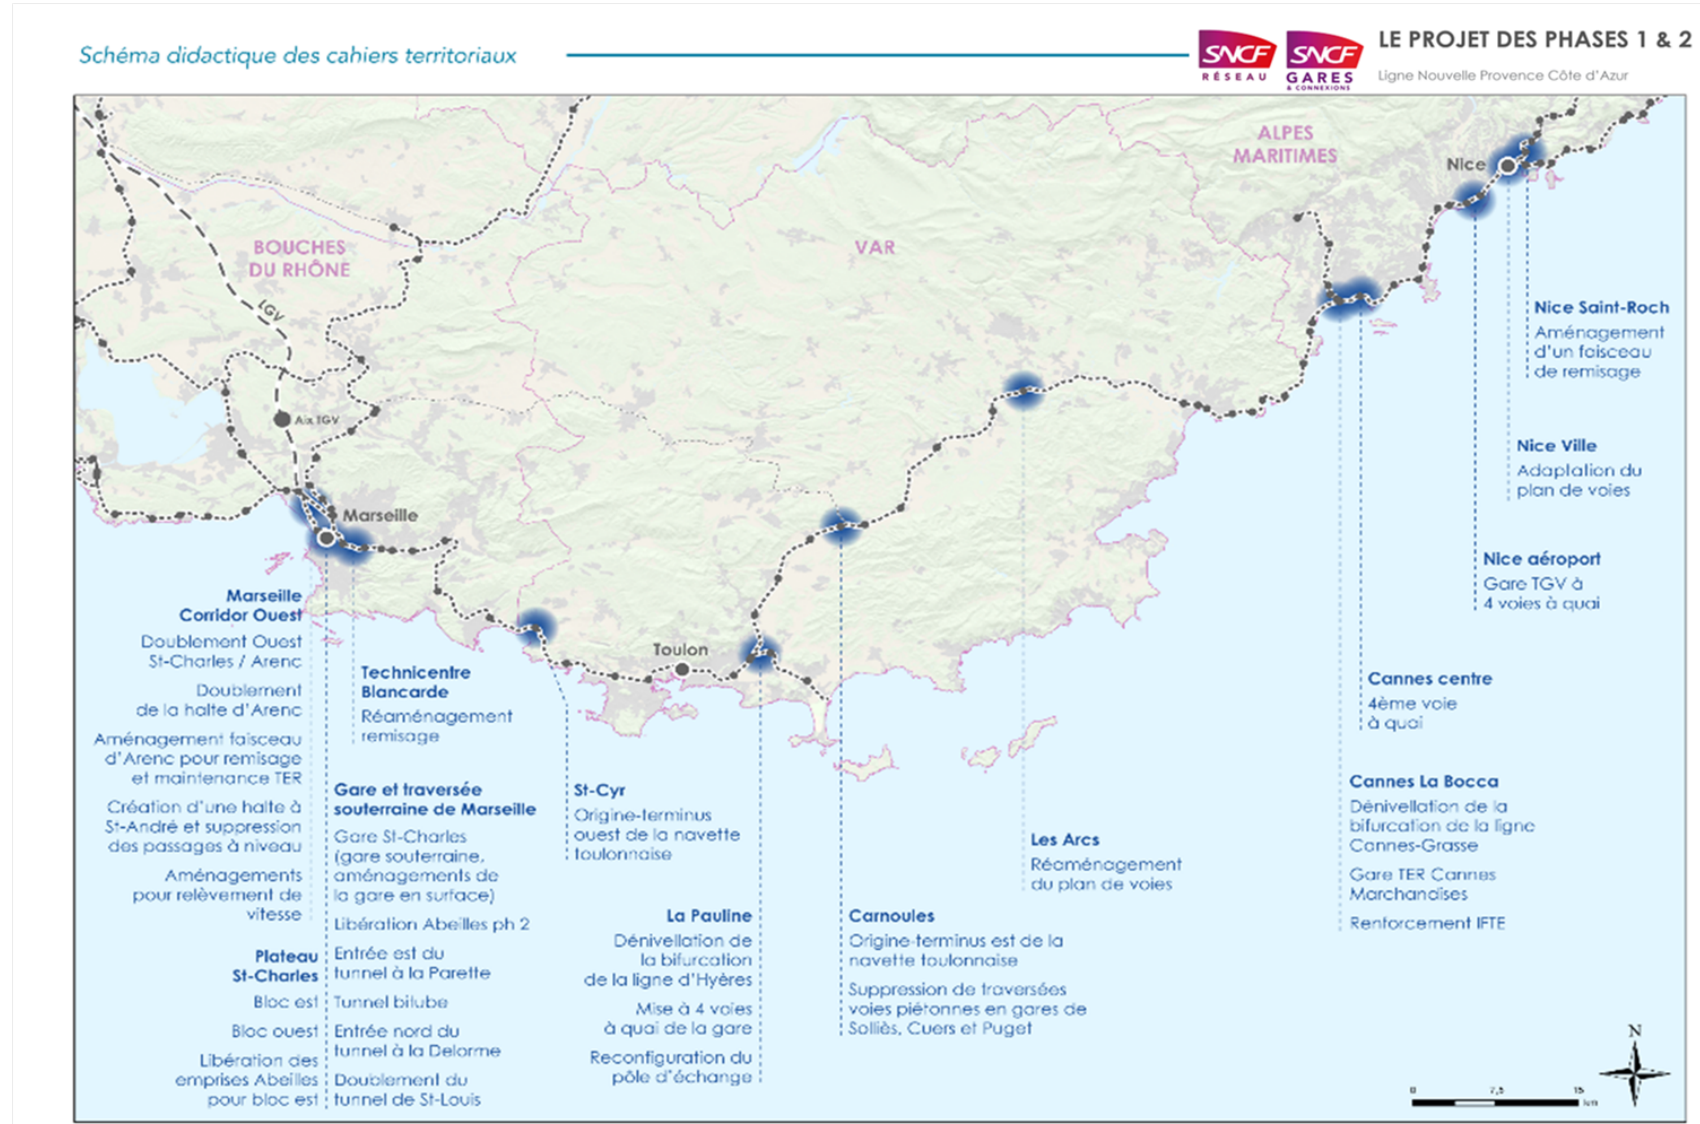 Schéma didactique des cahiers territoriaux
SNCF
RÉSEAU
SNCF
GARES
& CONNEXIONS
LE PROJET DES PHASES 1 & 2
Ligne Nouvelle Provence Côte d'Azur
ALPES
MARITIMES
Nice
BOUCHES
DU RHÔNE
VAR
LGV
Aix TGV
Marseille
Toulon
Marseille
Corridor Ouest
Doublement Ouest
St-Charles / Arenc
Doublement
de la halte d'Arenc
Aménagement faisceau
d'Arenc pour remisage
et maintenance TER
Création d'une halte à
St-André et suppression
des passages à niveau
Aménagements
pour relèvement de
vitesse
Plateau
St-Charles
Bloc est
Bloc ouest
Libération des
emprises Abeilles
pour bloc est
Technicentre
Blancarde
Réaménagement
remisage
Gare et traversée
souterraine de Marseille
Gare St-Charles
(gare souterraine,
aménagements de
la gare en surface)
Libération Abeilles ph 2
Entrée est du
tunnel à la Parette
Tunnel bitube
Entrée nord du
tunnel à la Delorme
Doublement du
tunnel de St-Louis
St-Cyr
Origine-terminus
ouest de la navette
toulonnaise
La Pauline
Dénivellation de
la bifurcation
de la ligne d'Hyères
Mise à 4 voies
à quai de la gare
Reconfiguration du
pôle d'échange
Carnoules
Origine-terminus est de la
navette toulonnaise
Suppression de traversées
voies piétonnes en gares de
Solliès, Cuers et Puget
Les Arcs
Réaménagement
du plan de voies
Cannes La Bocca
Dénivellation de la
bifurcation de la ligne
Cannes-Grasse
Gare TER Cannes
Marchandises
Renforcement IFTE
Cannes centre
4ème voie
à quai
Nice aéroport
Gare TGV à
4 voies à quai
Nice Ville
Adaptation du
plan de voies
Nice Saint-Roch
Aménagement
d'un faisceau
de remisage
N
0 7,5 15
km